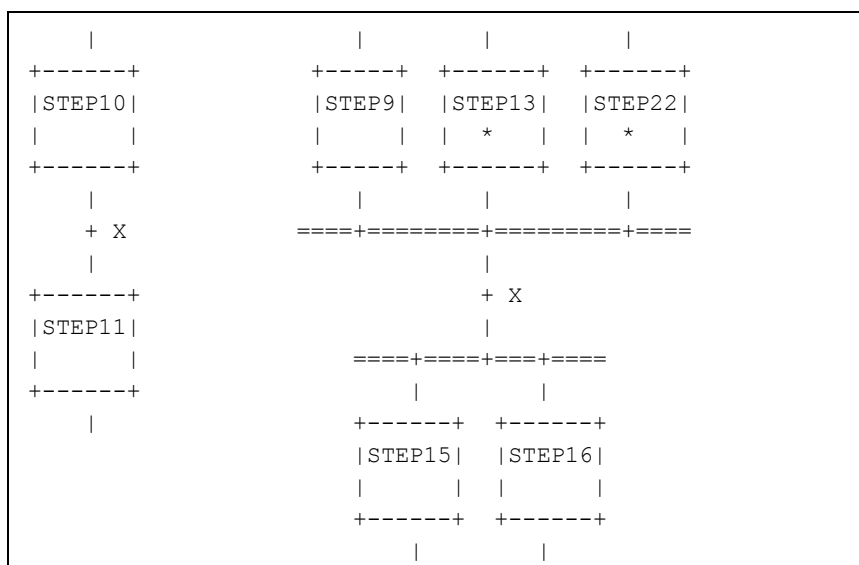 STEP10 STEP9 STEP13 STEP22
* *
X
X
STEP11
STEP15 STEP16